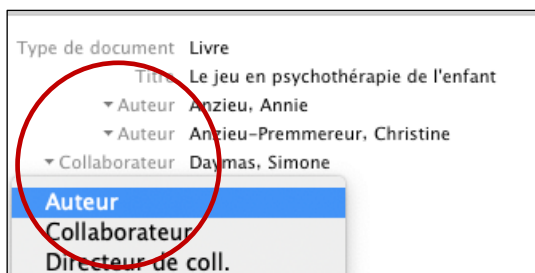 Type de document Livre
Titre Le jeu en psychothérapie de l'enfant
Auteur Anzieu, Annie
Auteur Anzieu-Premmereur, Christine
Collaborateur Daymas, Simone
Auteur
Collaborateur
Directeur de coll.